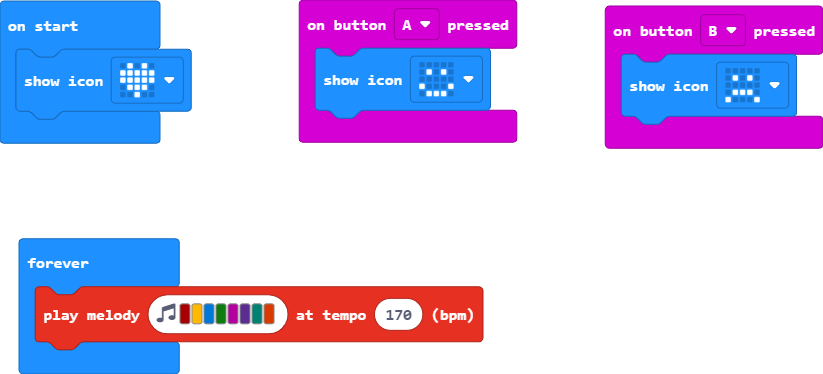 on start
show icon
on button A pressed
show icon
on button B pressed
show icon
forever
play melody at tempo 170 (bpm)